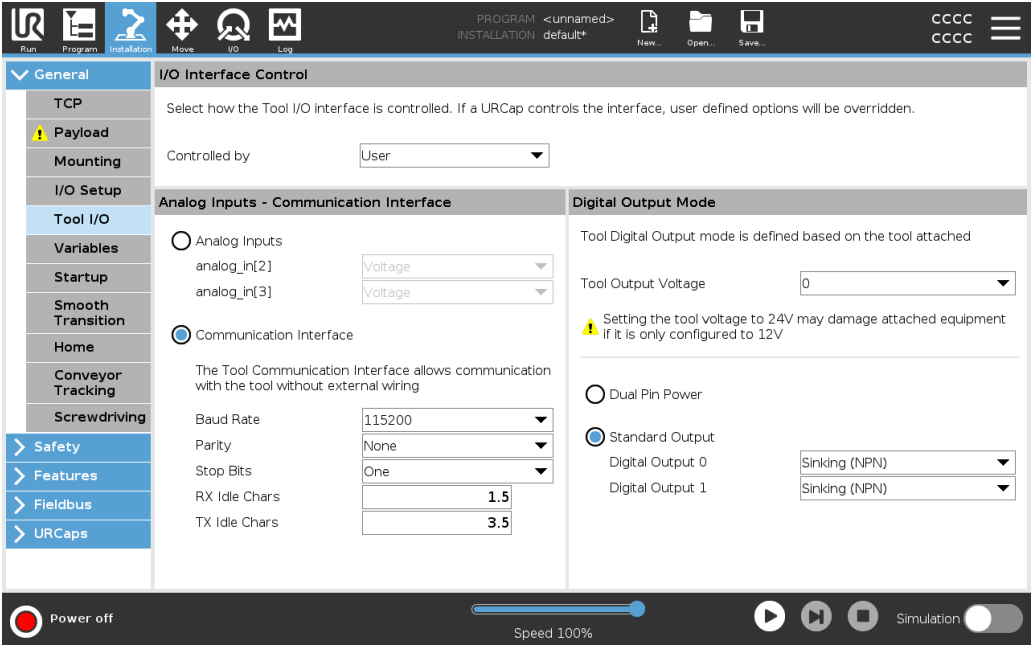 UR
Run
Program
Installation
Move
I/O
Log
PROGRAM <unnamed>
INSTALLATION default*
New...
Open...
Save...
CCCC
CCCC
General
TCP
Payload
Mounting
I/O Setup
Tool I/O
Variables
Startup
Smooth
Transition
Home
Conveyor
Tracking
Screwdriving
Safety
Features
Fieldbus
URCaps
I/O Interface Control
Select how the Tool I/O interface is controlled. If a URCap controls the interface, user defined options will be overridden.
Controlled by User
Analog Inputs - Communication Interface
Analog Inputs
analog_in[2] Voltage
analog_in[3] Voltage
Communication Interface
The Tool Communication Interface allows communication
with the tool without external wiring
Baud Rate 115200
Parity None
Stop Bits One
RX Idle Chars 1.5
TX Idle Chars 3.5
Digital Output Mode
Tool Digital Output mode is defined based on the tool attached
Tool Output Voltage 0
Setting the tool voltage to 24V may damage attached equipment
if it is only configured to 12V
Dual Pin Power
Standard Output
Digital Output 0 Sinking (NPN)
Digital Output 1 Sinking (NPN)
Power off
Speed 100%
Simulation